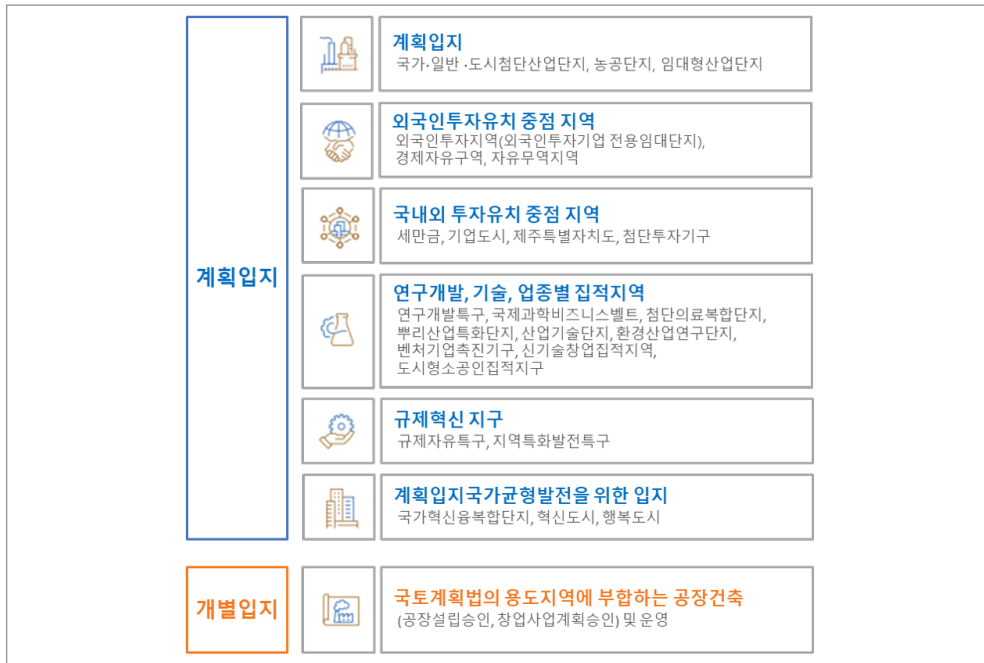 계획입지
계획입지
국가·일반 ·도시첨단산업단지, 농공단지, 임대형산업단지
외국인투자유치 중점 지역
외국인투자지역(외국인투자기업 전용임대단지),
경제자유구역, 자유무역지역
국내외 투자유치 중점 지역
세만금, 기업도시, 제주특별자치도, 첨단투자기구
연구개발, 기술, 업종별 집적지역
연구개발특구, 국제과학비즈니스벨트, 첨단의료복합단지,
뿌리산업특화단지, 산업기술단지, 환경산업연구단지,
벤처기업촉진기구, 신기술창업집적지역,
도시형소공인집적지구
규제혁신 지구
규제자유특구, 지역특화발전특구
계획입지국가균형발전을 위한 입지
국가혁신융복합단지, 혁신도시, 행복도시
개별입지
국토계획법의 용도지역에 부합하는 공장건축
(공장설립승인, 창업사업계획승인) 및 운영